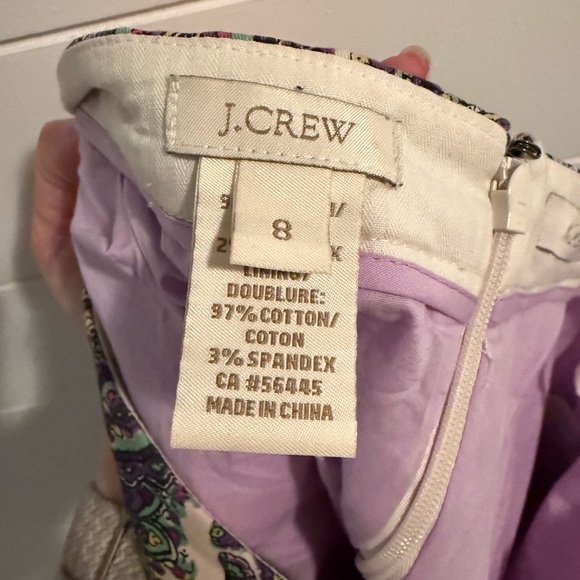 J.CREW
8
LINING/
DOUBLURE:
97% COTTON/
COTON
3% SPANDEX
CA #56445
MADE IN CHINA